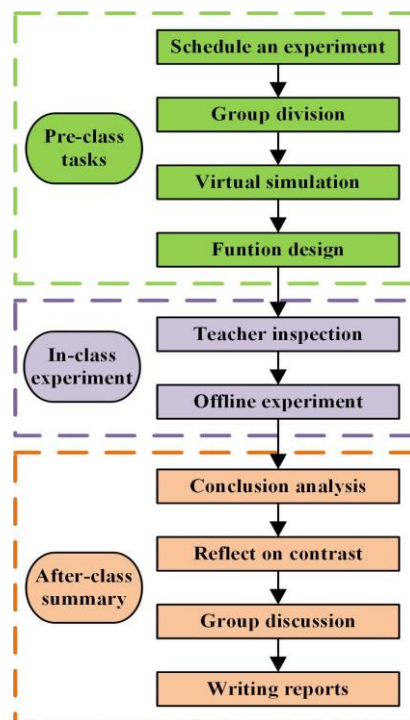 Schedule an experiment
Group division
Pre-class
tasks
Virtual simulation
Funtion design
Teacher inspection
In-class
experiment
Offline experiment
Conclusion analysis
Reflect on contrast
After-class
summary
Group discussion
Writing reports